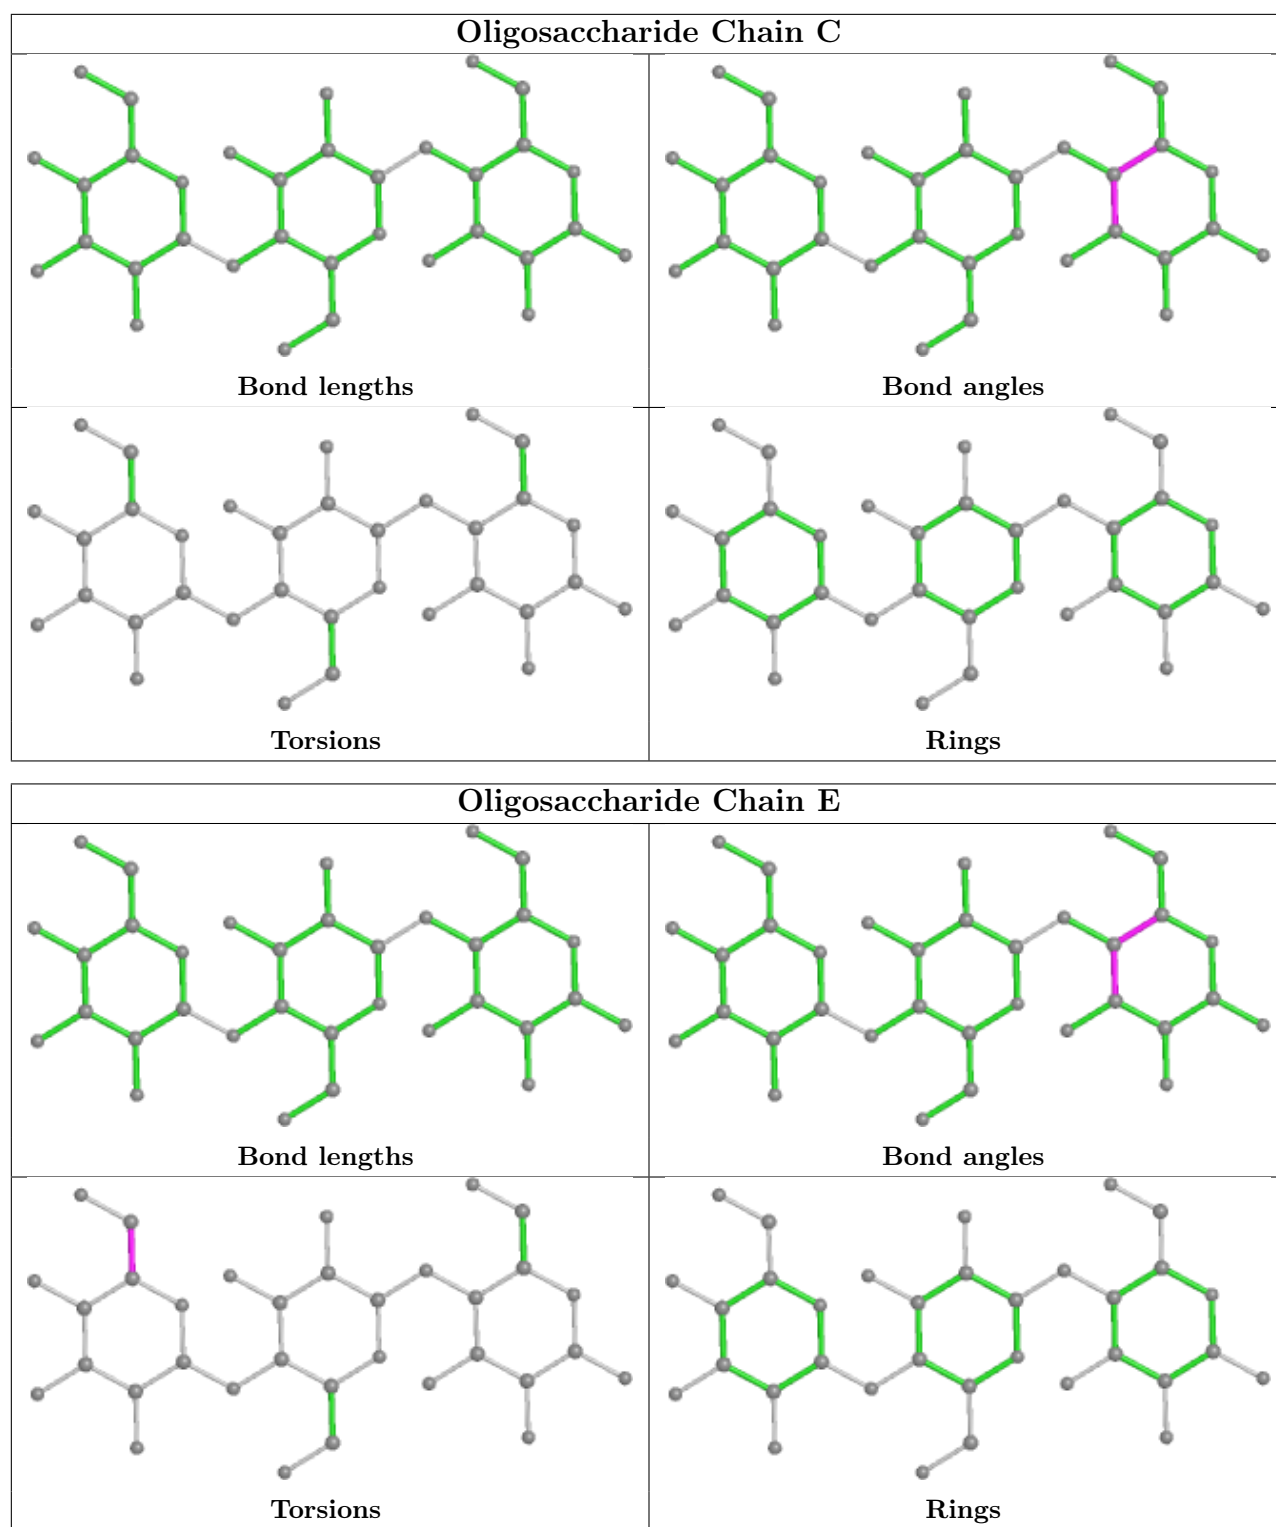 Oligosaccharide Chain C
Bond lengths
Bond angles
Torsions
Rings
Oligosaccharide Chain E
Bond lengths
Bond angles
Torsions
Rings